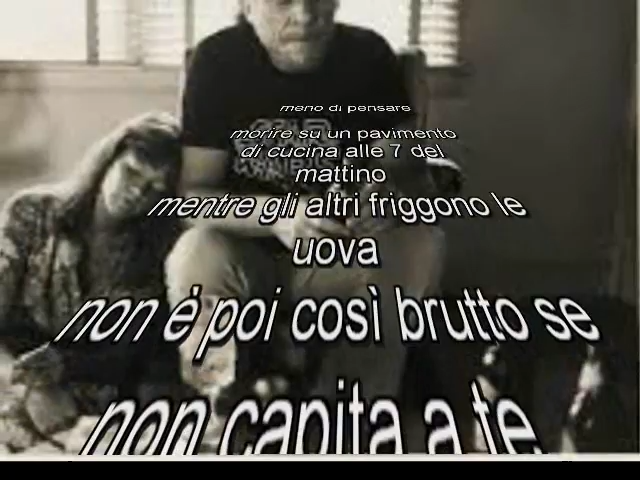 meno di pensare
morire su un pavimento
di cucina alle 7 del
mattino
mentre gli altri friggono le
uova
non è poi così brutto se
non capita a te